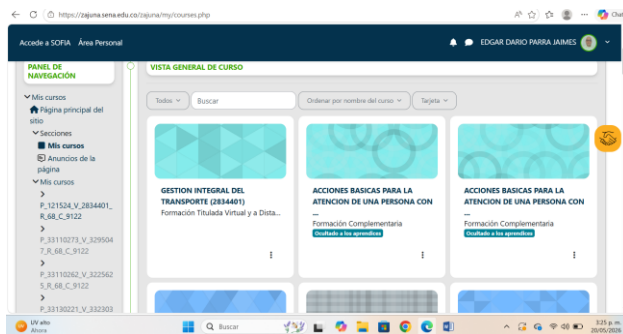 https://zajuna.sena.edu.co/zajuna/my/courses.php
Chat
Accede a SOFIA Área Personal
EDGAR DARIO PARRA JAIMES
PANEL DE
NAVEGACIÓN
Mis cursos
Página principal del
sitio
Secciones
Mis cursos
Anuncios de la
página
Mis cursos
P_121524_V_2834401_
R_68_C_9122
P_33110273_V_329504
7_R_68_C_9122
P_33110262_V_322562
5_R_68_C_9122
P_33130221_V_332303
VISTA GENERAL DE CURSO
Todos
Buscar
Ordenar por nombre del curso
Tarjeta
GESTION INTEGRAL DEL
TRANSPORTE (2834401)
Formación Titulada Virtual y a Dista...
ACCIONES BASICAS PARA LA
ATENCION DE UNA PERSONA CON
...
Formación Complementaria
Ocultado a los aprendices
ACCIONES BASICAS PARA LA
ATENCION DE UNA PERSONA CON
...
Formación Complementaria
Ocultado a los aprendices
UV alto
Ahora
Buscar
3:25 p. m.
20/05/2026